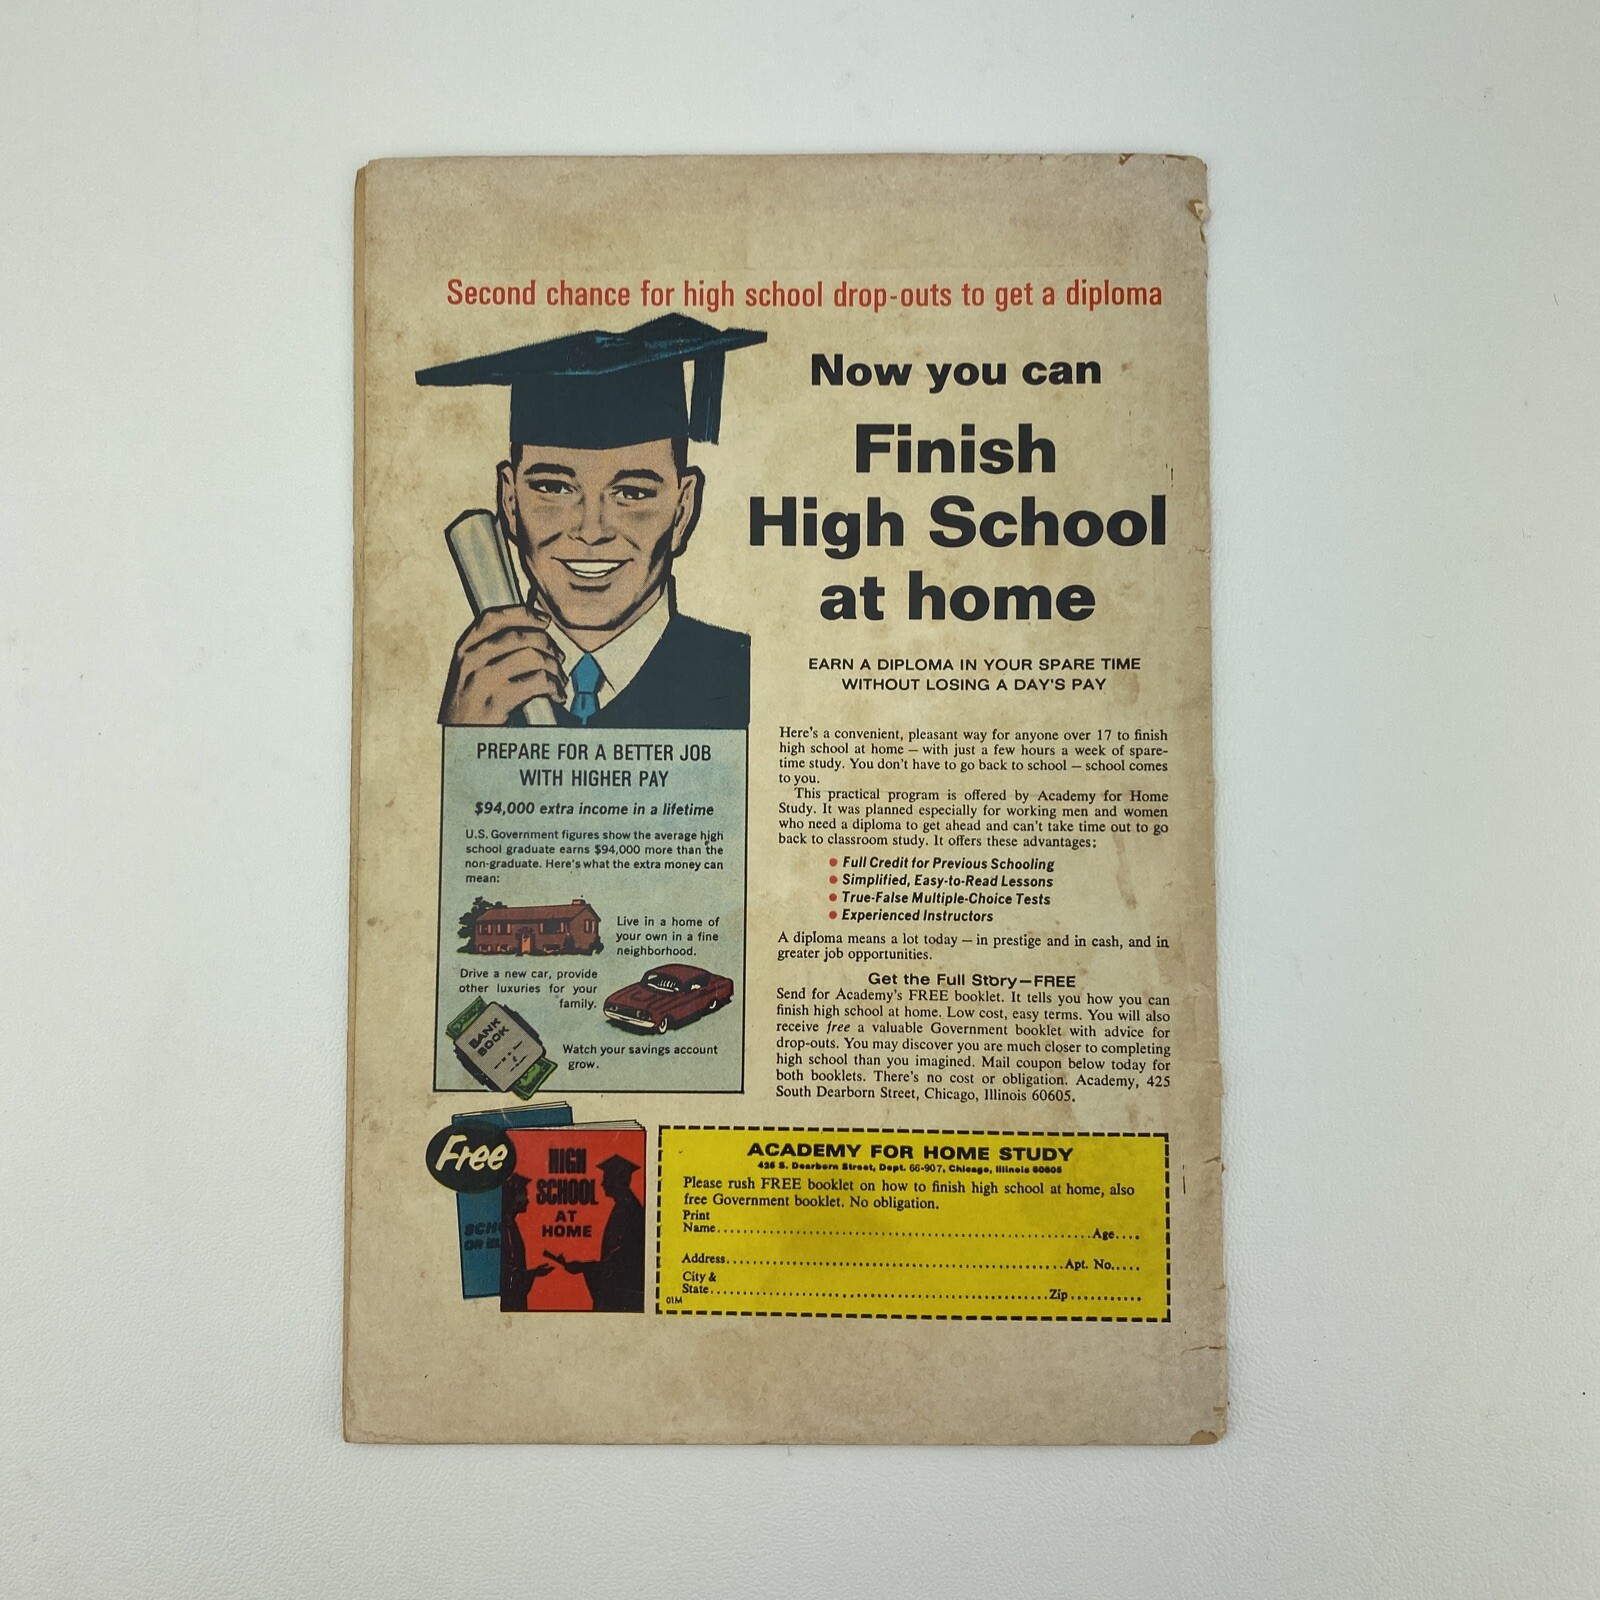 Second chance for high school drop-outs to get a diploma
Now you can
Finish
High School
at home
EARN A DIPLOMA IN YOUR SPARE TIME
WITHOUT LOSING A DAY'S PAY
PREPARE FOR A BETTER JOB
WITH HIGHER PAY
$94,000 extra income in a lifetime
U.S. Government figures show the average high
school graduate earns $94,000 more than the
non-graduate. Here's what the extra money can
mean:
Live in a home of
your own in a fine
neighborhood.
Drive a new car, provide
other luxuries for your
family.
BANK
BOOK
Watch your savings account
grow.
Here's a convenient, pleasant way for anyone over 17 to finish
high school at home – with just a few hours a week of spare-
time study. You don't have to go back to school – school comes
to you.
This practical program is offered by Academy for Home
Study. It was planned especially for working men and women
who need a diploma to get ahead and can't take time out to go
back to classroom study. It offers these advantages:
• Full Credit for Previous Schooling
• Simplified, Easy-to-Read Lessons
• True-False Multiple-Choice Tests
• Experienced Instructors
A diploma means a lot today – in prestige and in cash, and in
greater job opportunities.
Get the Full Story—FREE
Send for Academy's FREE booklet. It tells you how you can
finish high school at home. Low cost, easy terms. You will also
receive free a valuable Government booklet with advice for
drop-outs. You may discover you are much closer to completing
high school than you imagined. Mail coupon below today for
both booklets. There's no cost or obligation. Academy, 425
South Dearborn Street, Chicago, Illinois 60605.
Free
HIGH
SCHOOL
AT
HOME
ACADEMY FOR HOME STUDY
425 S. Dearborn Street, Dept. 66-907, Chicago, Illinois 60605
Please rush FREE booklet on how to finish high school at home, also
free Government booklet. No obligation.
Print
Name.....Age....
Address.....Apt. No.....
City &
State.....Zip...........
01M